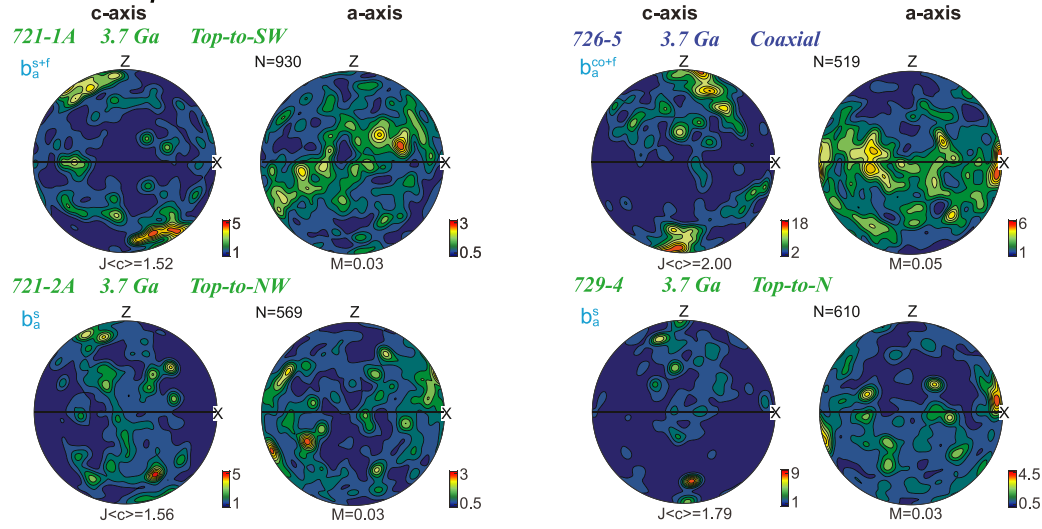 c-axis a-axis c-axis a-axis
721-1A 3.7 Ga Top-to-SW 726-5 3.7 Ga Coaxial
b_a^{s+f} Z N=930 Z b_a^{co+f} Z N=519 Z
X X
5 3 18 6
1 0.5 2 1
J<c>=1.52 M=0.03 J<c>=2.00 M=0.05
721-2A 3.7 Ga Top-to-NW 729-4 3.7 Ga Top-to-N
b_a^s Z N=569 Z b_a^s Z N=610 Z
X X
5 3 9 4.5
1 0.5 1 0.5
J<c>=1.56 M=0.03 J<c>=1.79 M=0.03